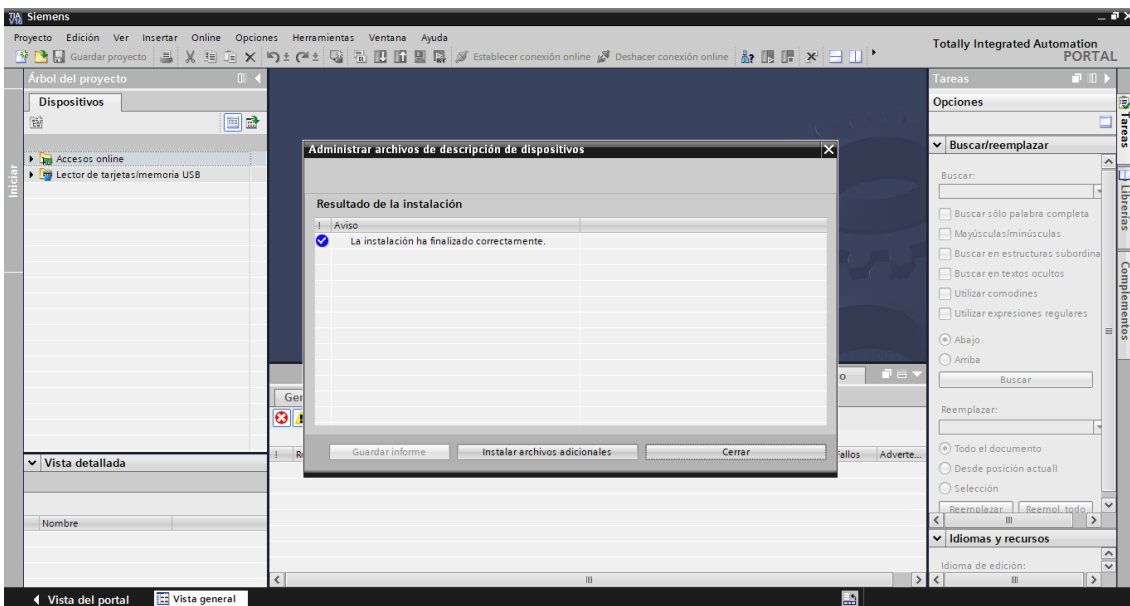 Siemens
Proyecto Edición Ver Insertar Online Opciones Herramientas Ventana Ayuda
Guardar proyecto Establecer conexión online Deshacer conexión online
Totally Integrated Automation
PORTAL
Iniciar
Árbol del proyecto
Dispositivos
Accesos online
Lector de tarjetas/memoria USB
Vista detallada
Nombre
Administrar archivos de descripción de dispositivos
Resultado de la instalación
! Aviso
La instalación ha finalizado correctamente.
Guardar informe Instalar archivos adicionales Cerrar
Adverte...
Tareas
Opciones
Buscar/reemplazar
Buscar:
Buscar sólo palabra completa
Mayúsculas/minúsculas
Buscar en estructuras subordina
Buscar en textos ocultos
Utilizar comodines
Utilizar expresiones regulares
Abajo
Arriba
Buscar
Reemplazar:
Todo el documento
Desde posición actuall
Selección
Reemplazar Reempl. todo
Idiomas y recursos
Idioma de edición:
Tareas
Librerías
Complementos
Vista del portal Vista general